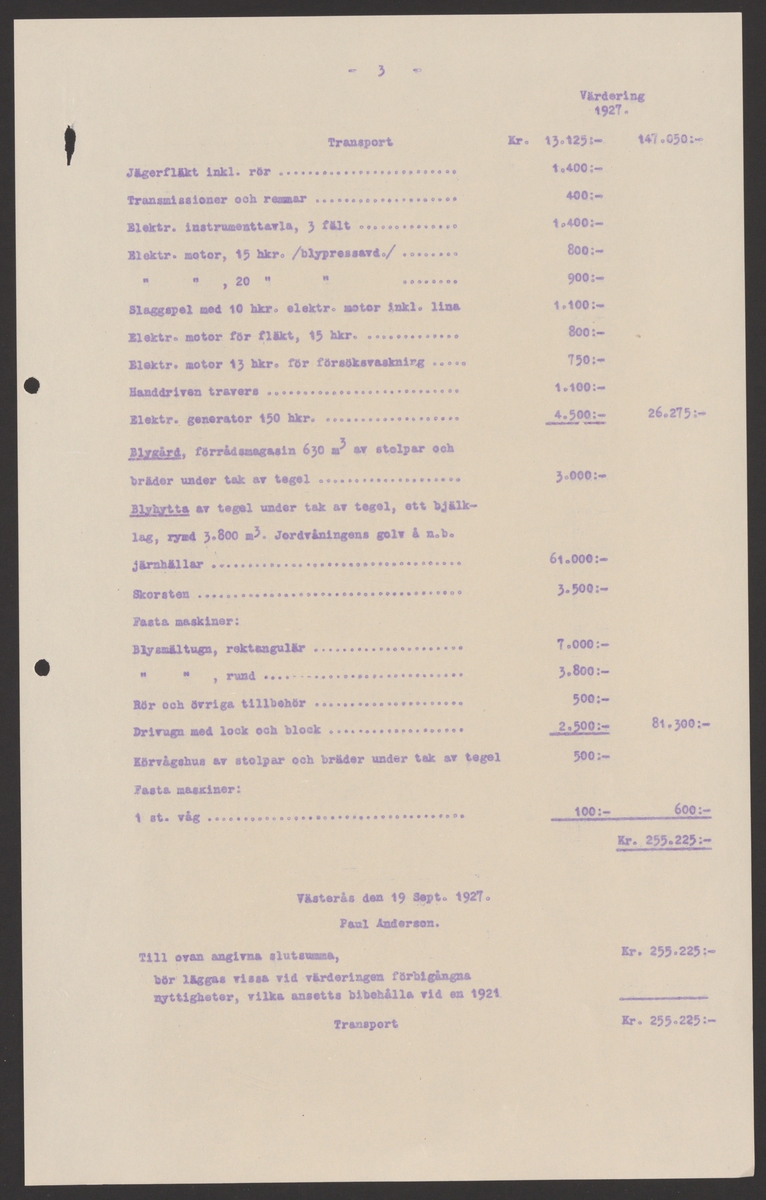 - 3 -
Värdering
1927.
Transport Kr. 13.125:- 147.050:-
Jägerfläkt inkl. rör .......................... 1.400:-
Transmissioner och remmar ..................... 400:-
Elektr. instrumenttavla, 3 fält ............... 1.400:-
Elektr. motor, 15 hkr. /blypressavd./ ........ 800:-
" " , 20 " " ........ 900:-
Slaggspel med 10 hkr. elektr. motor inkl. lina 1.100:-
Elektr. motor för fläkt, 15 hkr. ............. 800:-
Elektr. motor 13 hkr. för försöksvaskning ..... 750:-
Handdriven travers ............................ 1.100:-
Elektr. generator 150 hkr. .................... 4.500:- 26.275:-
Blygård, förrådsmagasin 630 m3 av stolpar och
bräder under tak av tegel ..................... 3.000:-
Blyhytta av tegel under tak av tegel, ett bjälk-
lag, rymd 3.800 m3. Jordvåningens golv å n.b.
järnhällar .................................... 61.000:-
Skorsten ...................................... 3.500:-
Fasta maskiner:
Blysmältugn, rektangulär ...................... 7.000:-
" " , rund ............................. 3.800:-
Rör och övriga tillbehör ...................... 500:-
Drivugn med lock och block .................... 2.500:- 81.300:-
Körvågshus av stolpar och bräder under tak av tegel 500:-
Fasta maskiner:
1 st. våg ..................................... 100:- 600:-
Kr. 255.225:-
Västerås den 19 Sept. 1927.
Paul Anderson.
Till ovan angivna slutsumma, Kr. 255.225:-
bör läggas vissa vid värderingen förbigångna
nyttigheter, vilka ansetts bibehålla vid en 1921
Transport Kr. 255.225:-